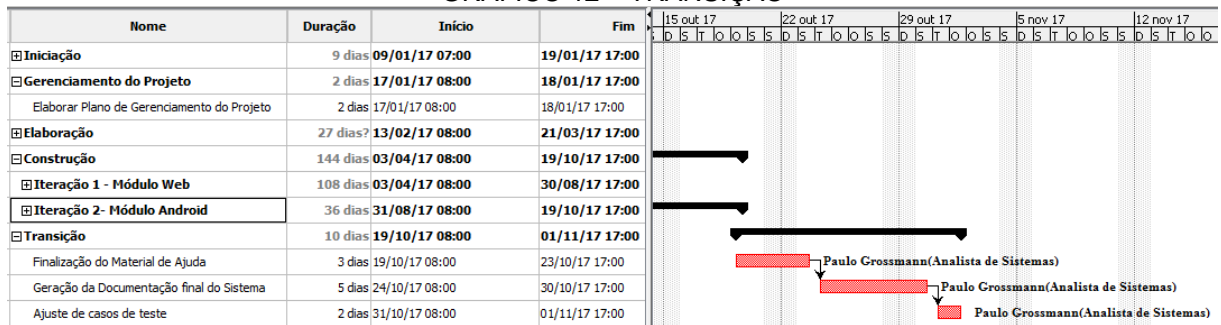 Nome Duração Início Fim 15 out 17 22 out 17 29 out 17 5 nov 17 12 nov 17
D S T Q Q S S D S T Q Q S S D S T Q Q S S D S T Q Q S S D S T Q Q
Iniciação 9 dias 09/01/17 07:00 19/01/17 17:00
Gerenciamento do Projeto 2 dias 17/01/17 08:00 18/01/17 17:00
Elaborar Plano de Gerenciamento do Projeto 2 dias 17/01/17 08:00 18/01/17 17:00
Elaboração 27 dias? 13/02/17 08:00 21/03/17 17:00
Construção 144 dias 03/04/17 08:00 19/10/17 17:00
Iteração 1 - Módulo Web 108 dias 03/04/17 08:00 30/08/17 17:00
Iteração 2- Módulo Android 36 dias 31/08/17 08:00 19/10/17 17:00
Transição 10 dias 19/10/17 08:00 01/11/17 17:00
Finalização do Material de Ajuda 3 dias 19/10/17 08:00 23/10/17 17:00 Paulo Grossmann(Analista de Sistemas)
Geração da Documentação final do Sistema 5 dias 24/10/17 08:00 30/10/17 17:00 Paulo Grossmann(Analista de Sistemas)
Ajuste de casos de teste 2 dias 31/10/17 08:00 01/11/17 17:00 Paulo Grossmann(Analista de Sistemas)